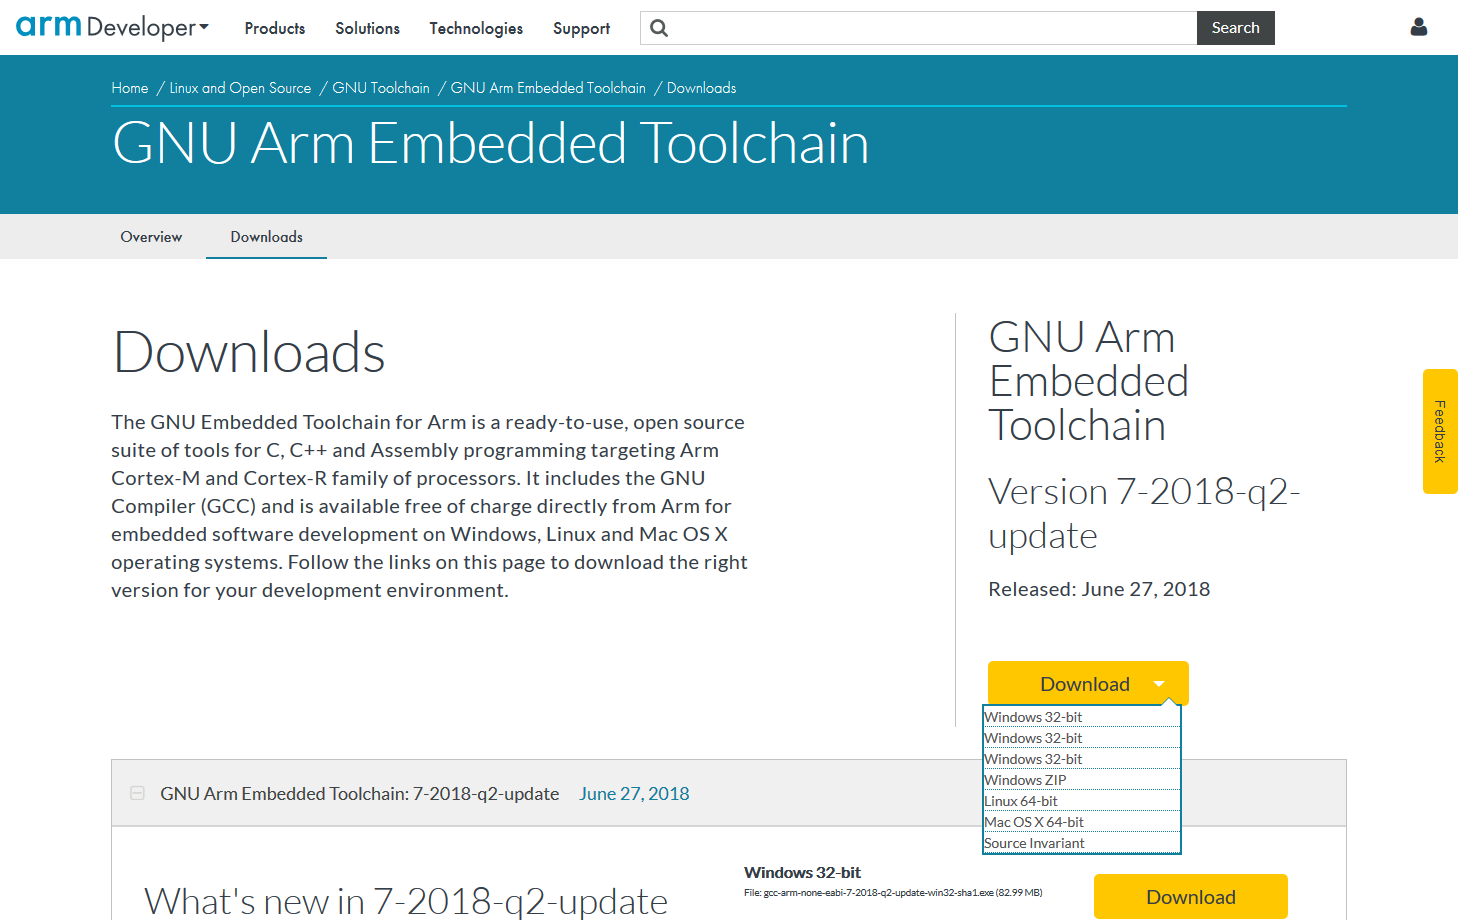 arm Developer
Products
Solutions
Technologies
Support
Search
Home / Linux and Open Source / GNU Toolchain / GNU Arm Embedded Toolchain / Downloads
GNU Arm Embedded Toolchain
Overview
Downloads
Downloads
The GNU Embedded Toolchain for Arm is a ready-to-use, open source
suite of tools for C, C++ and Assembly programming targeting Arm
Cortex-M and Cortex-R family of processors. It includes the GNU
Compiler (GCC) and is available free of charge directly from Arm for
embedded software development on Windows, Linux and Mac OS X
operating systems. Follow the links on this page to download the right
version for your development environment.
GNU Arm
Embedded
Toolchain
Version 7-2018-q2-
update
Released: June 27, 2018
Download
Windows 32-bit
Windows 32-bit
Windows 32-bit
Windows ZIP
Linux 64-bit
Mac OS X 64-bit
Source Invariant
Feedback
GNU Arm Embedded Toolchain: 7-2018-q2-update June 27, 2018
What's new in 7-2018-q2-update
Windows 32-bit
File: gcc-arm-none-eabi-7-2018-q2-update-win32-sha1.exe (82.99 MB)
Download